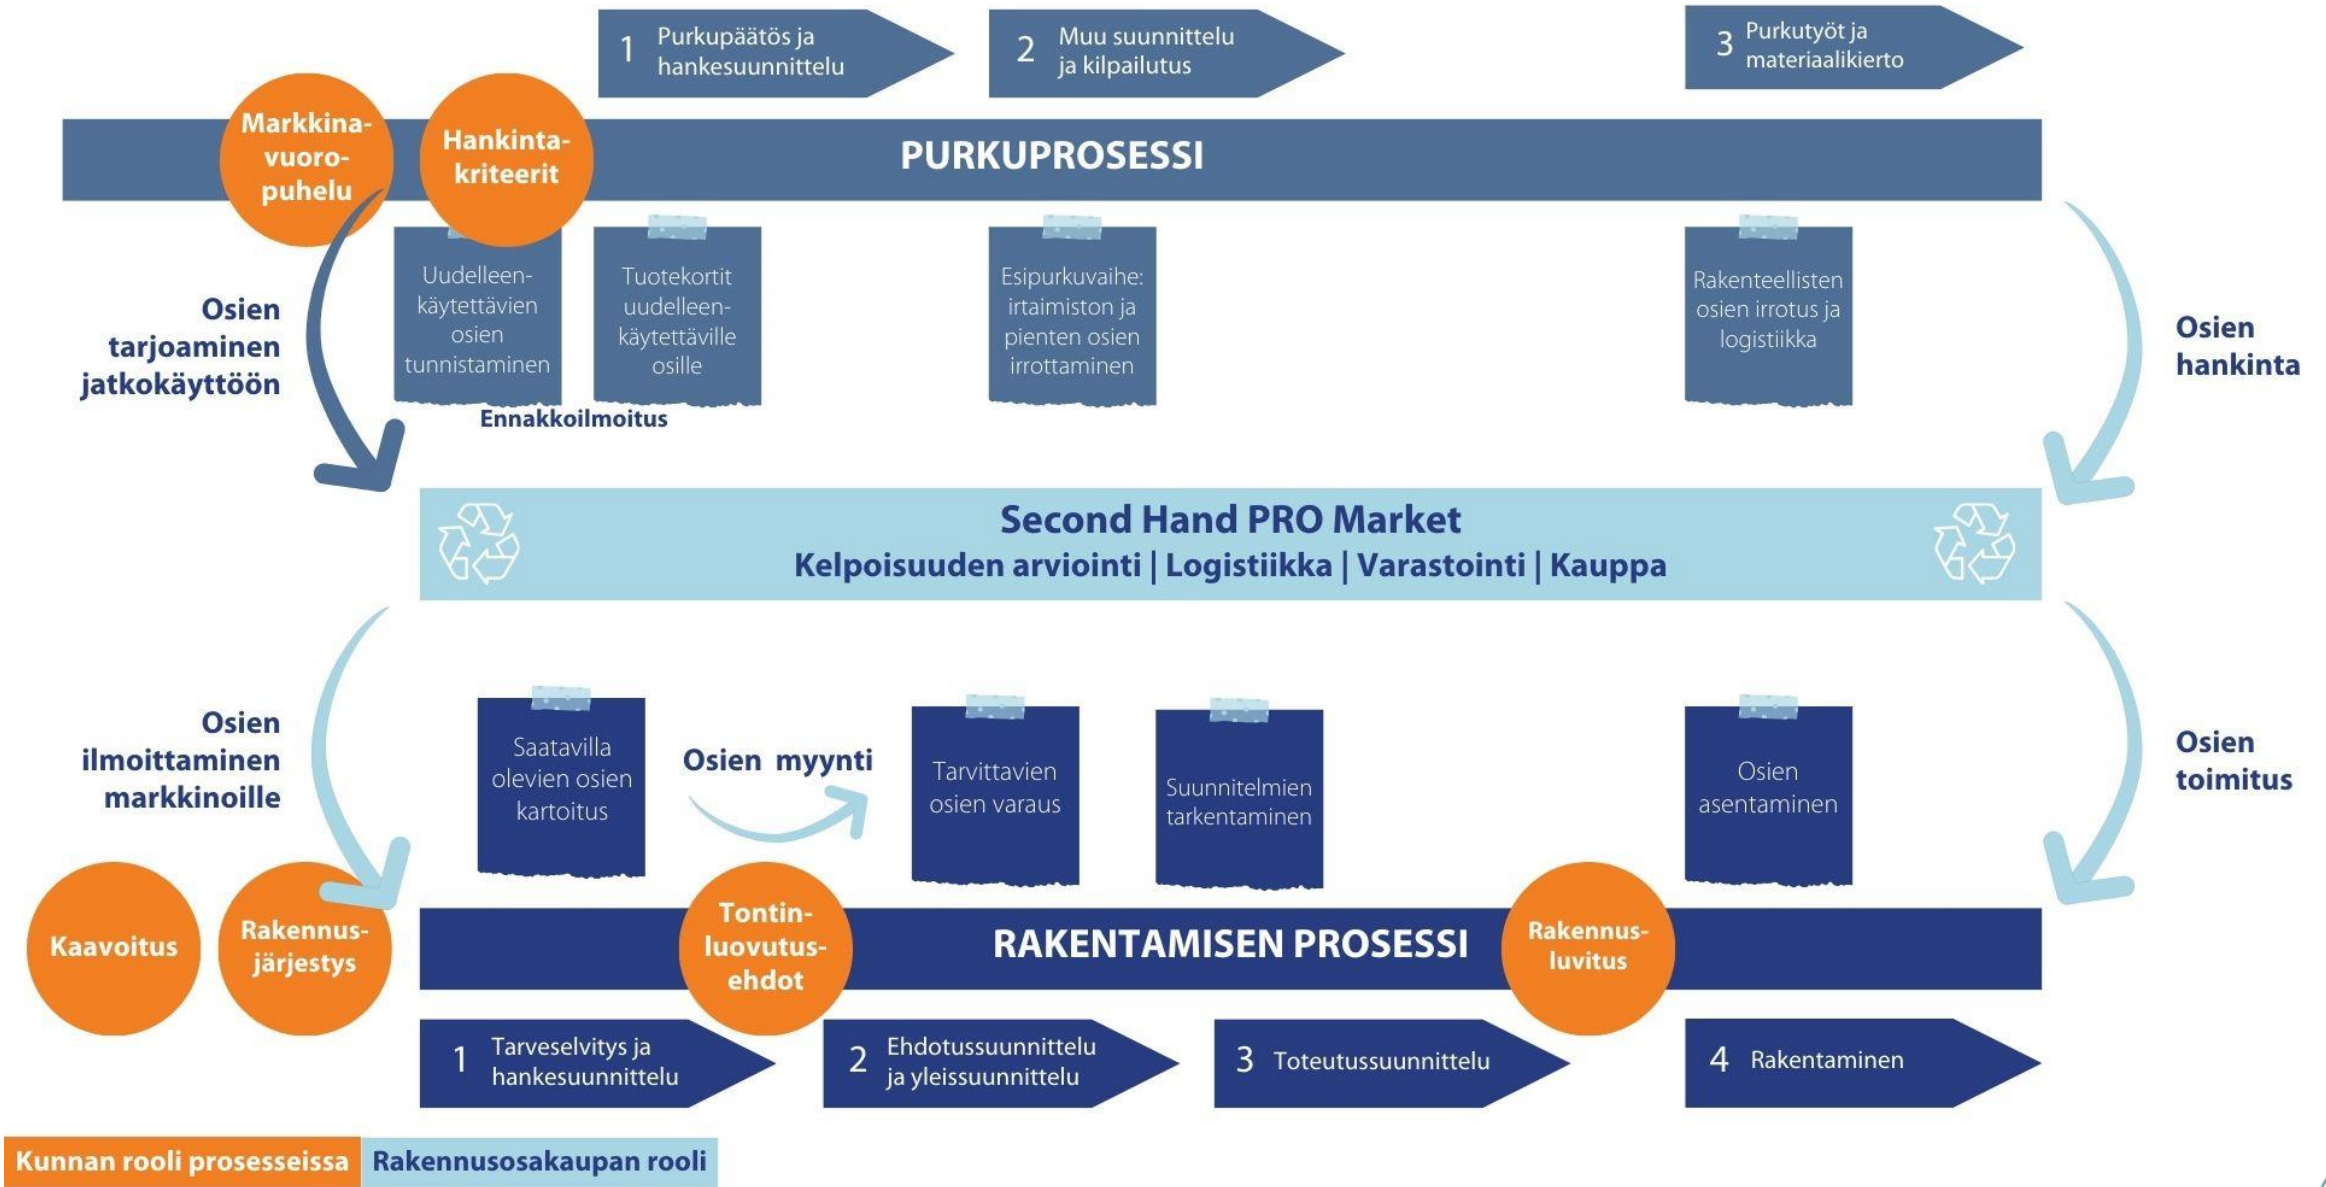 1 Purkupäätös ja
hankesuunnittelu
2 Muu suunnittelu
ja kilpailutus
3 Purkutyöt ja
materiaalikierto
Markkina-
vuoro-
puhelu
Hankinta-
kriteerit
PURKUPROSESSI
Osien
tarjoaminen
jatkokäyttöön
Uudelleen-
käytettävien
osien
tunnistaminen
Tuotekortit
uudelleen-
käytettäville
osille
Ennakkoilmoitus
Esipurkuvaihe:
irtaimiston ja
pienten osien
irrottaminen
Rakenteellisten
osien irrotus ja
logistiikka
Osien
hankinta
Second Hand PRO Market
Kelpoisuuden arviointi | Logistiikka | Varastointi | Kauppa
Osien
ilmoittaminen
markkinoille
Saatavilla
olevien osien
kartoitus
Osien myynti
Tarvittavien
osien varaus
Suunnitelmien
tarkentaminen
Osien
asentaminen
Osien
toimitus
Kaavoitus
Rakennus-
järjestys
Tontin-
luovutus-
ehdot
RAKENTAMISEN PROSESSI
Rakennus-
luvitus
1 Tarveselvitys ja
hankesuunnittelu
2 Ehdotussuunnittelu
ja yleissuunnittelu
3 Toteutussuunnittelu
4 Rakentaminen
Kunnan rooli prosesseissa
Rakennusosakaupan rooli